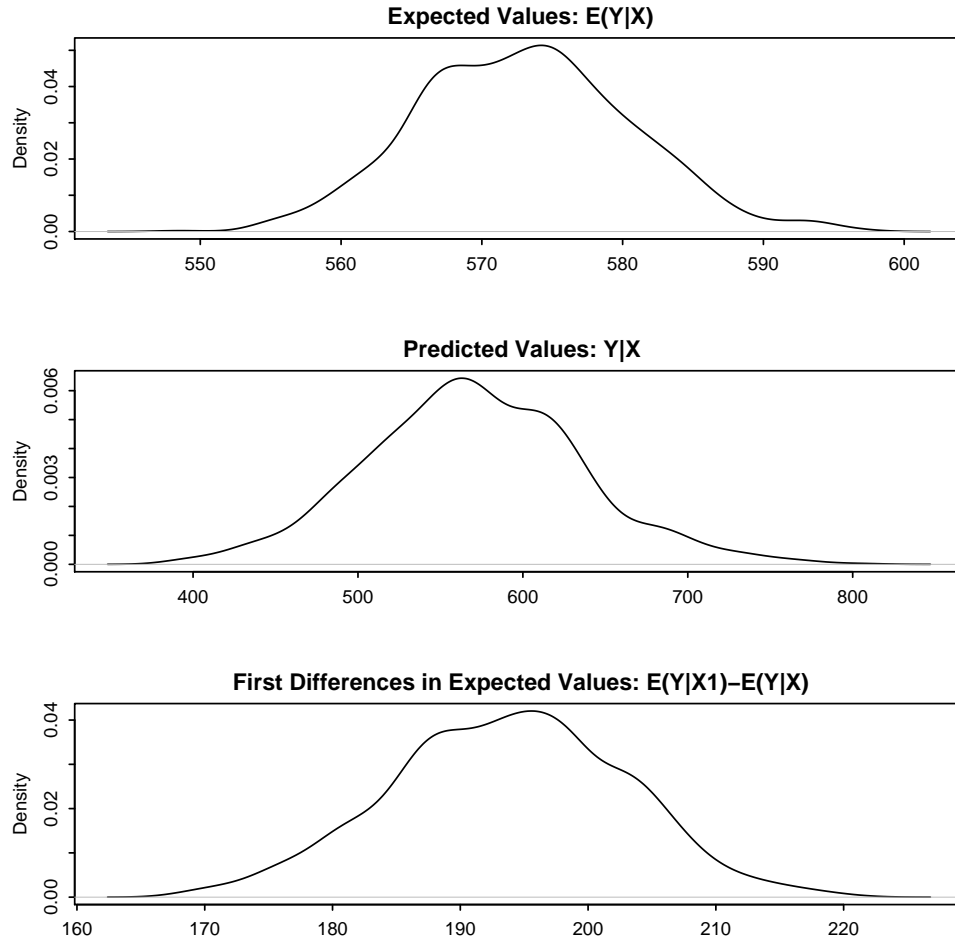 Expected Values: E(Y|X)
Density
0.00 0.02 0.04
550 560 570 580 590 600
Predicted Values: Y|X
Density
0.000 0.003 0.006
400 500 600 700 800
First Differences in Expected Values: E(Y|X1)−E(Y|X)
Density
0.00 0.02 0.04
160 170 180 190 200 210 220